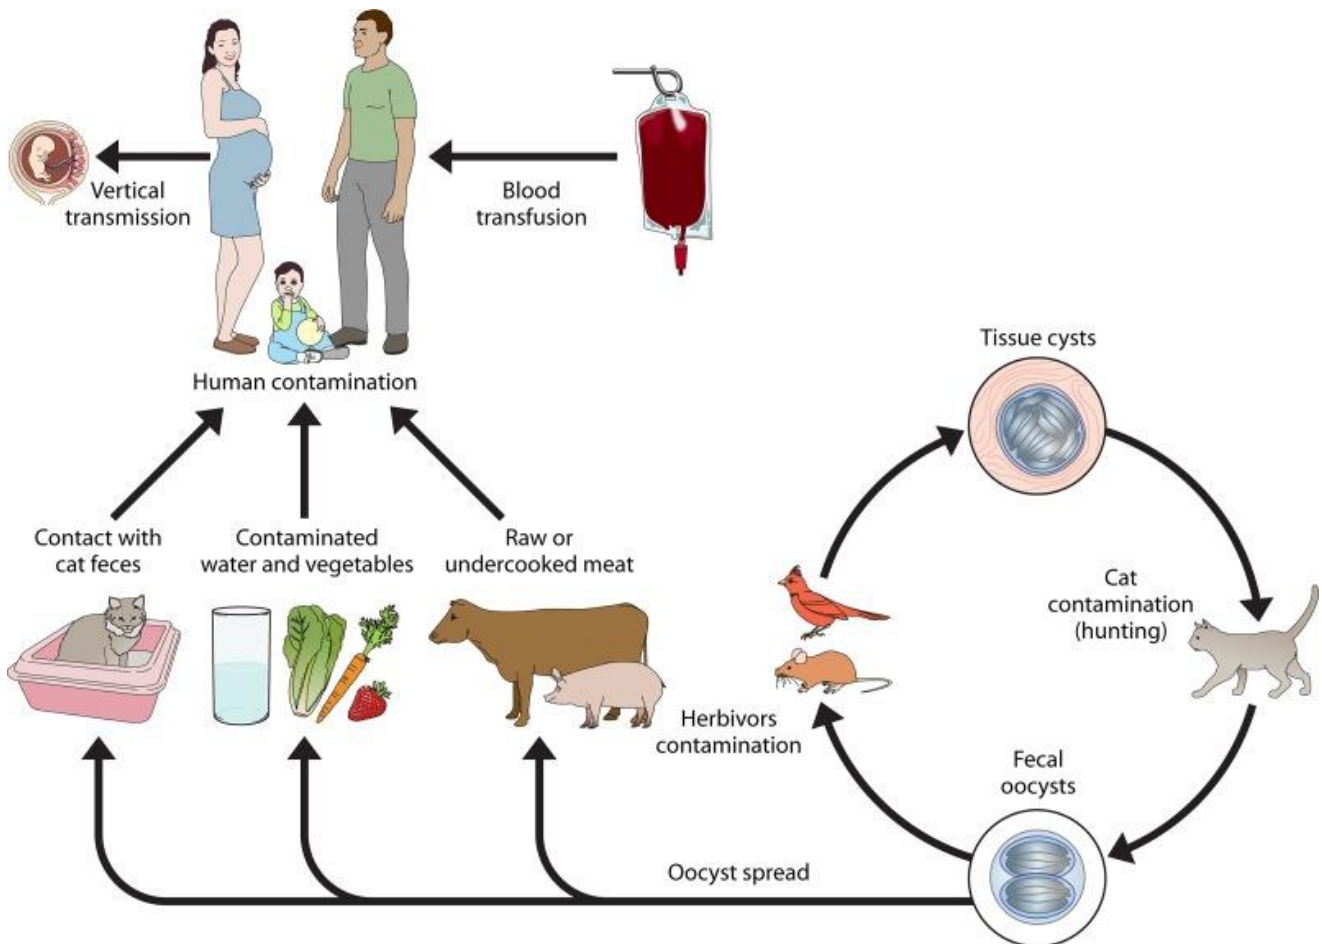 Vertical
transmission
Blood
transfusion
Human contamination
Tissue cysts
Contact with
cat feces
Contaminated
water and vegetables
Raw or
undercooked meat
Cat
contamination
(hunting)
Herbivors
contamination
Fecal
oocysts
Oocyst spread